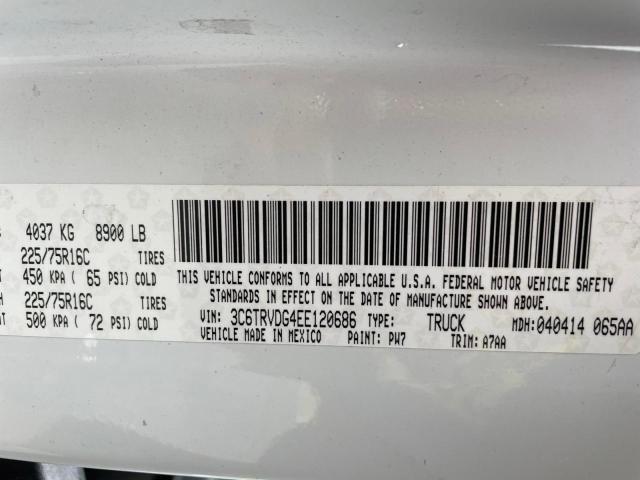 4037 KG 8900 LB
225/75R16C TIRES
450 KPA ( 65 PSI) COLD
225/75R16C TIRES
500 KPA ( 72 PSI) COLD
THIS VEHICLE CONFORMS TO ALL APPLICABLE U.S.A. FEDERAL MOTOR VEHICLE SAFETY
STANDARDS IN EFFECT ON THE DATE OF MANUFACTURE SHOWN ABOVE.
VIN: 3C6TRVDG4EE120686 TYPE: TRUCK MDH: 040414 065AA
VEHICLE MADE IN MEXICO PAINT: PW7 TRIM: A7AA